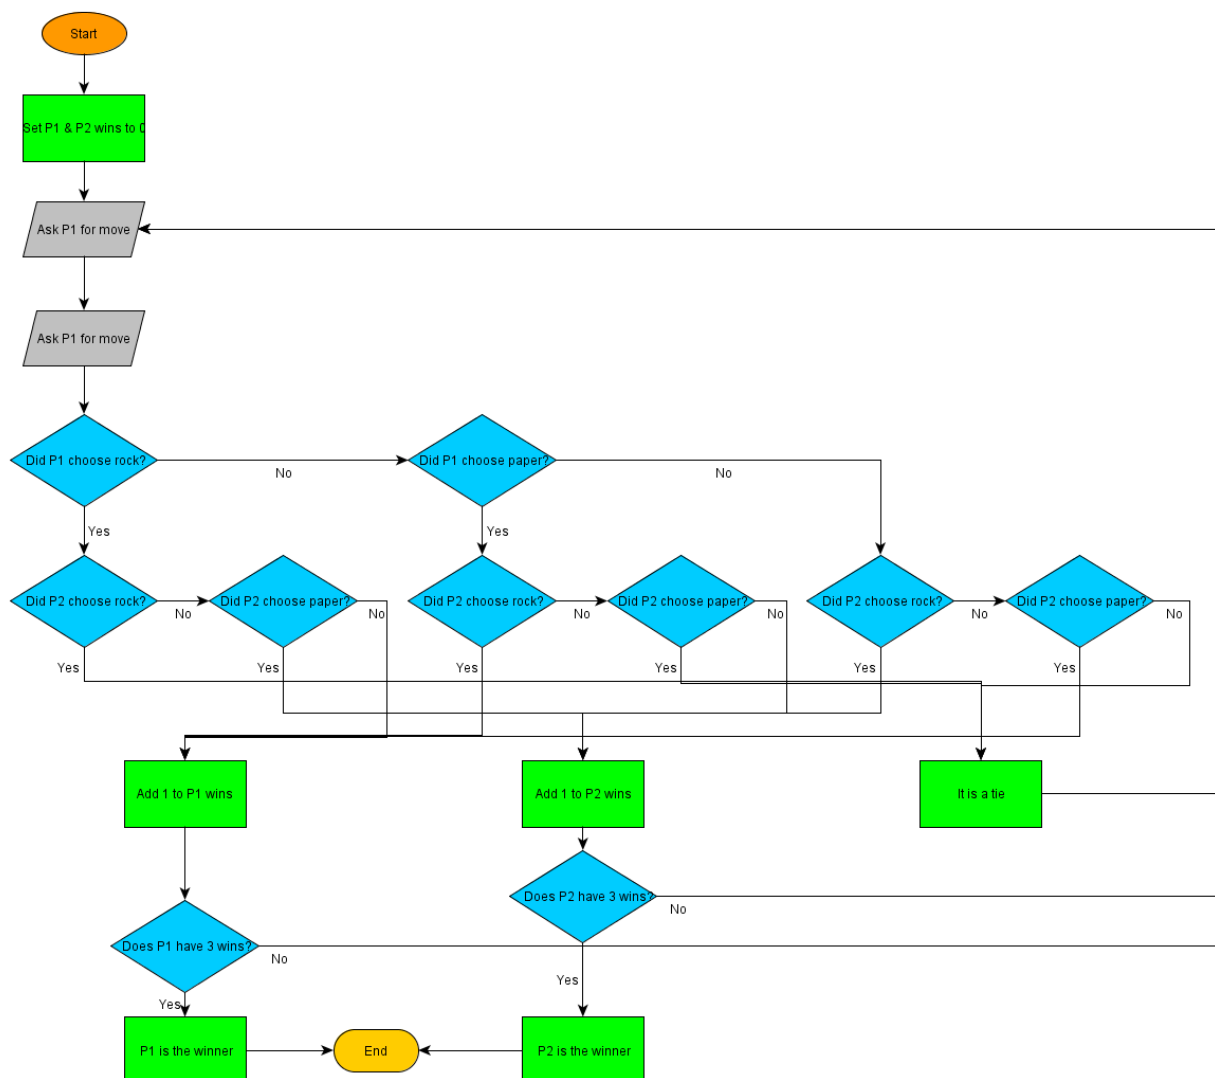 Start
Set P1 & P2 wins to 0
Ask P1 for move
Ask P1 for move
Did P1 choose rock?
No
Did P1 choose paper?
No
Yes
Yes
Did P2 choose rock?
No
Did P2 choose paper?
No
Did P2 choose rock?
No
Did P2 choose paper?
No
Did P2 choose rock?
No
Did P2 choose paper?
No
Yes
Yes
Yes
Yes
Yes
Yes
Add 1 to P1 wins
Add 1 to P2 wins
It is a tie
Does P2 have 3 wins?
No
Does P1 have 3 wins?
No
Yes
Yes
P1 is the winner
End
P2 is the winner